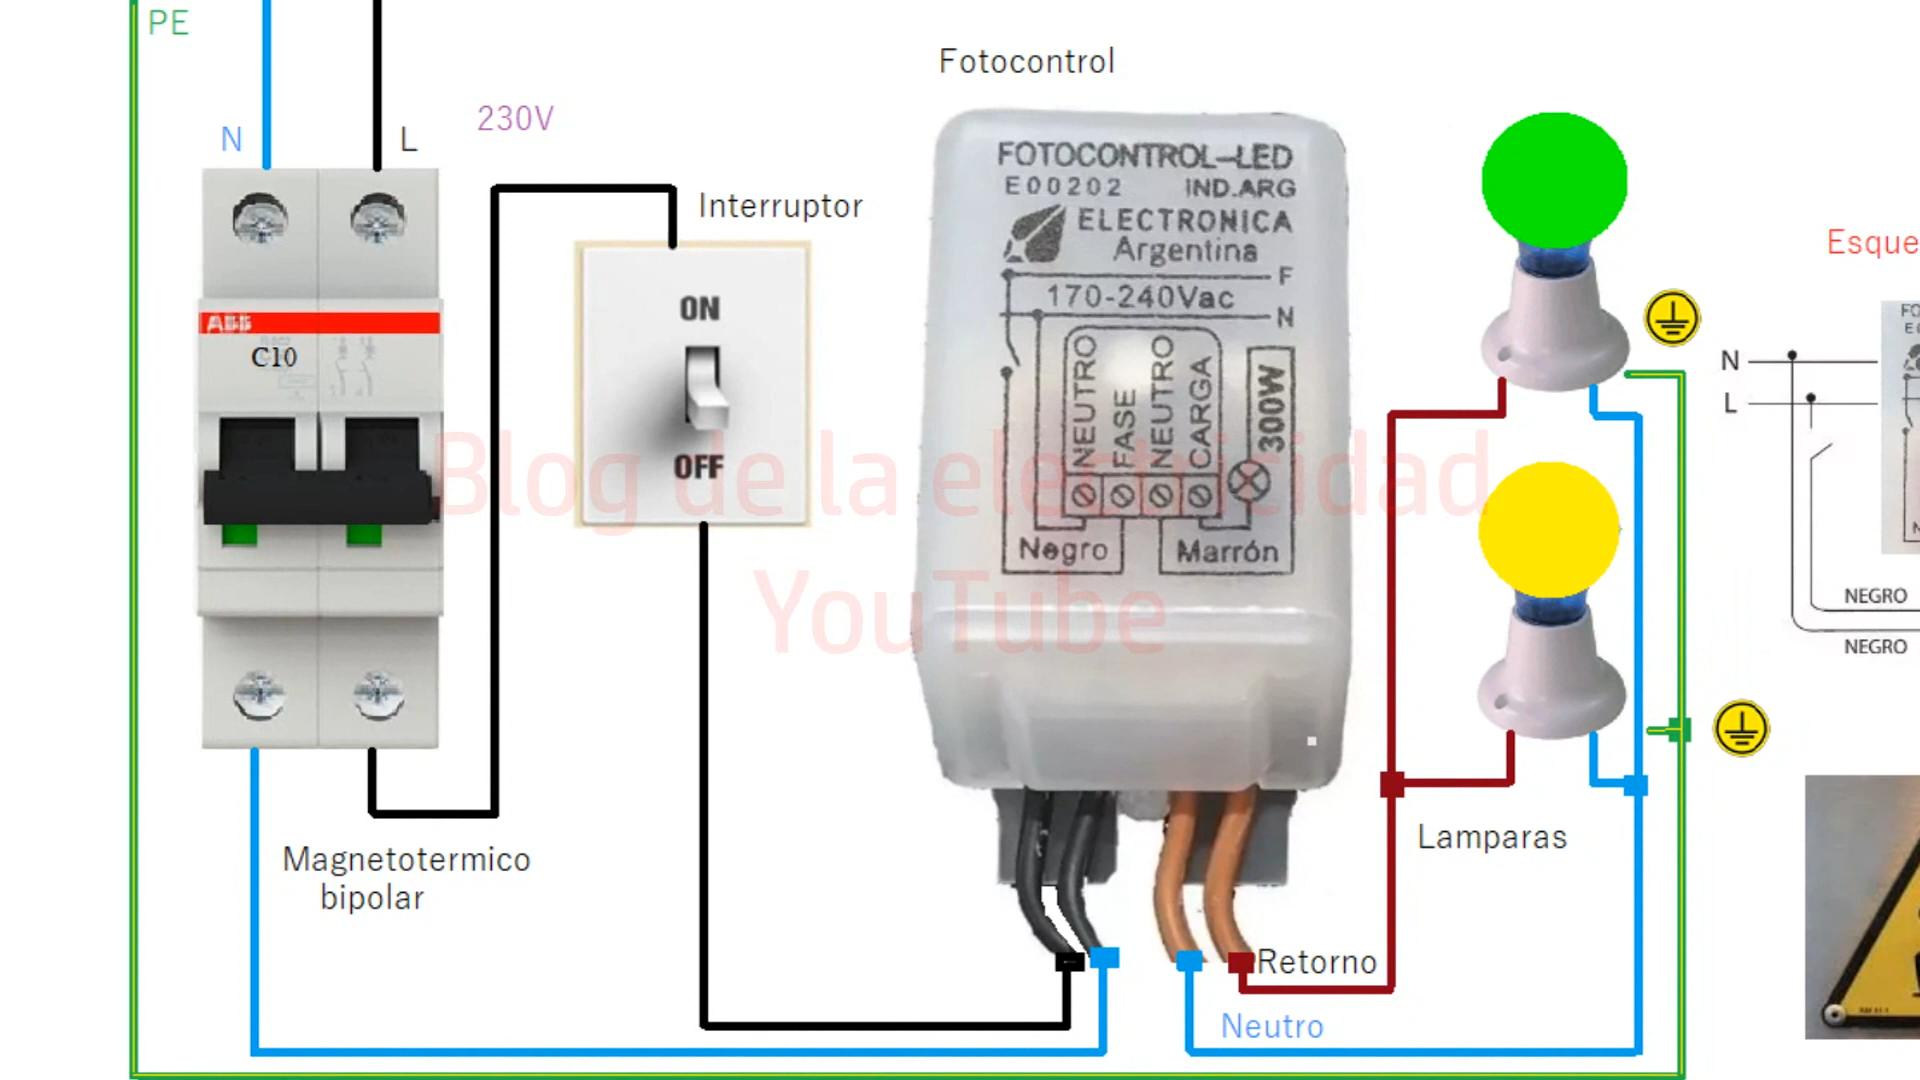 PE
N
L
230V
Fotocontrol
Interruptor
ABB
C10
ON
OFF
Magnetotermico
bipolar
FOTOCONTROL-LED
E00202 IND.ARG
ELECTRONICA
Argentina
F
170-240Vac
N
NEUTRO
FASE
NEUTRO
CARGA
300W
Negro
Marrón
Blog de la electricidad
YouTube
Retorno
Neutro
Lamparas
Esque
FO
E
N
L
NEGRO
NEGRO